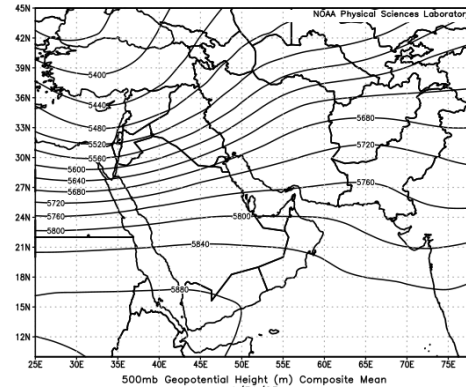 NOAA Physical Sciences Laborator
45N
42N
39N
36N
33N
30N
27N
24N
21N
18N
15N
12N
5400
5440
5480
5520
5560
5600
5640
5680
5720
5760
5800
5840
5880
5680
5720
5760
5800
25E 30E 35E 40E 45E 50E 55E 60E 65E 70E 75E
500mb Geopotential Height (m) Composite Mean